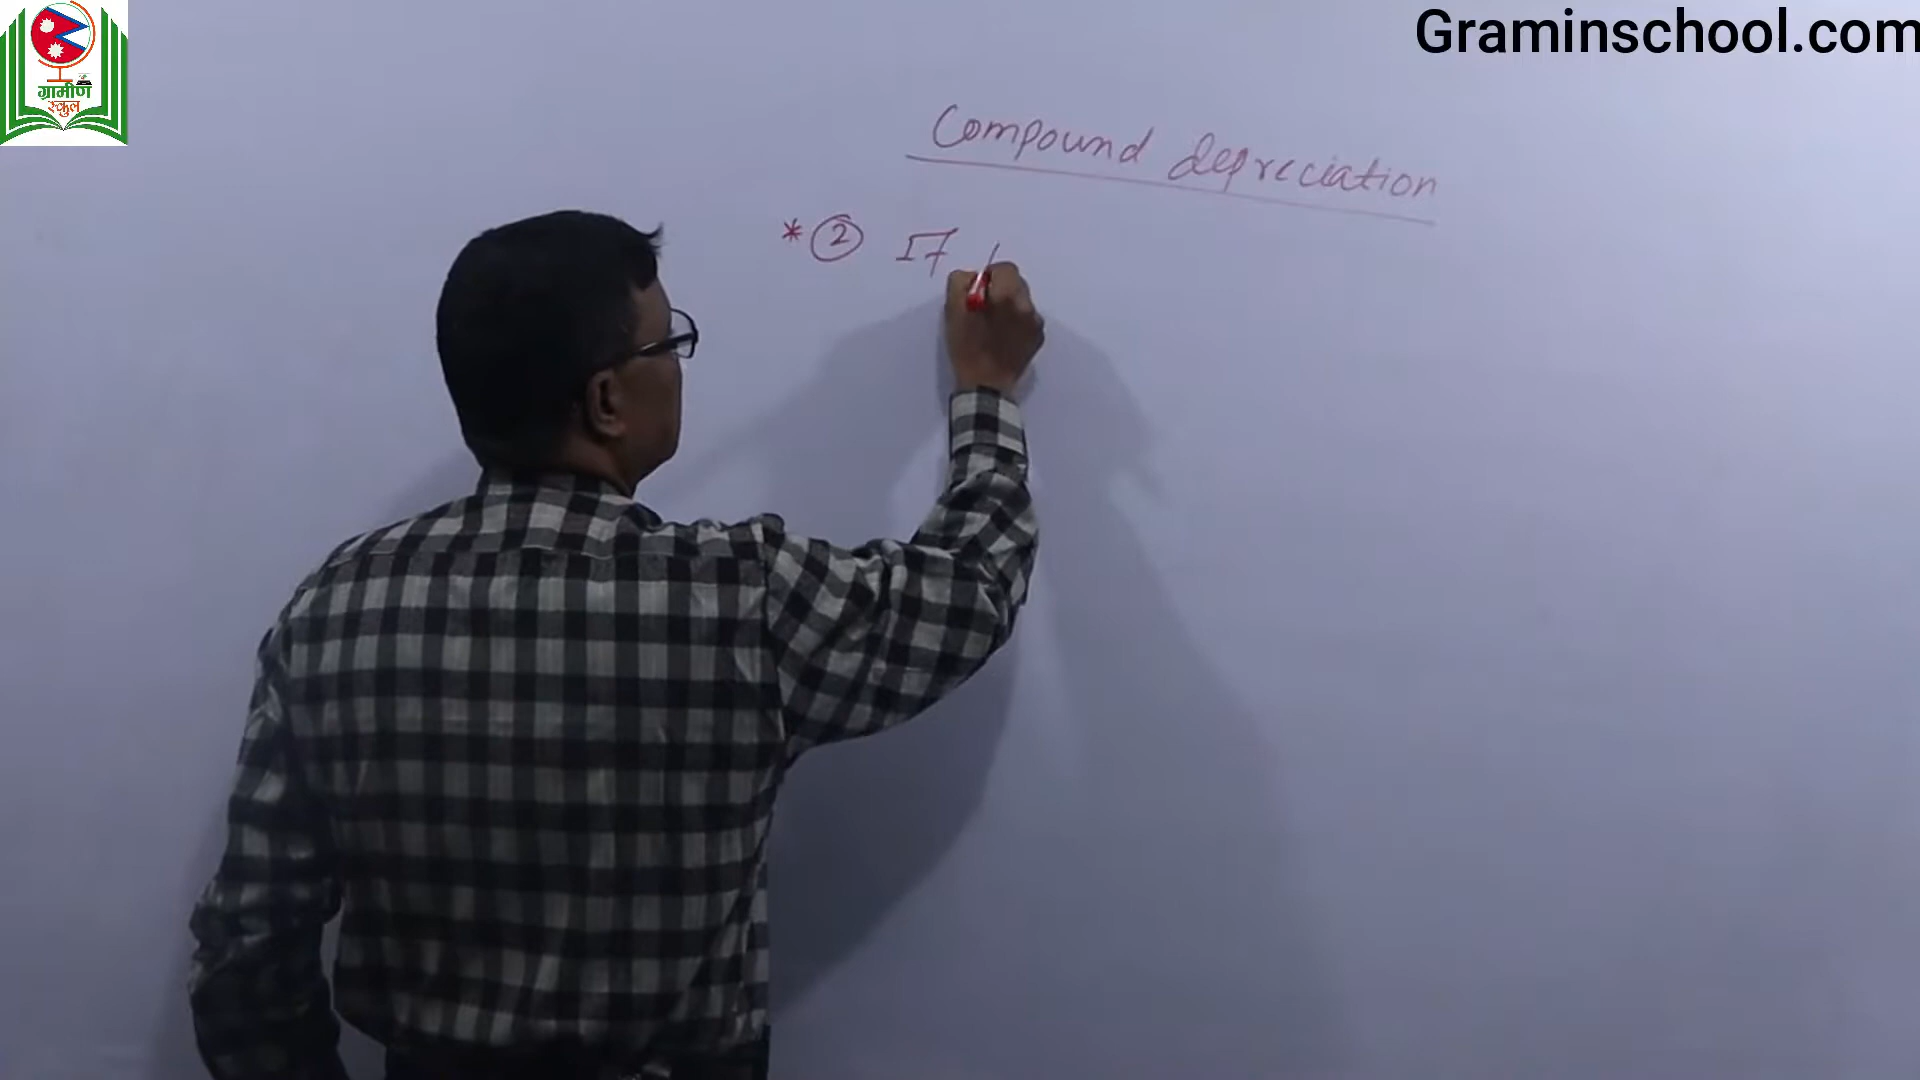 Graminschool.com
ग्रामीण
स्कुल
Compound depreciation
* ② If